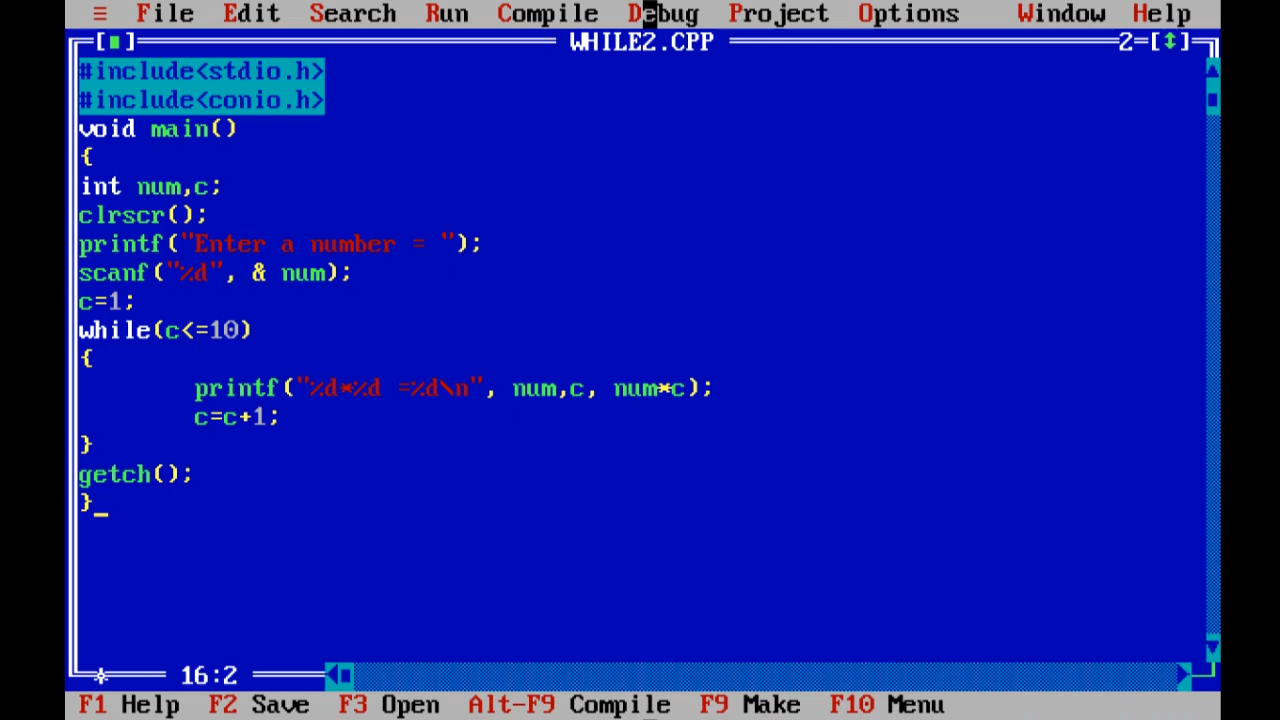 ≡ File Edit Search Run Compile Debug Project Options Window Help
[■] WHILE2.CPP 2=[↕]
#include<stdio.h>
#include<conio.h>
void main()
{
int num,c;
clrscr();
printf("Enter a number = ");
scanf("%d", & num);
c=1;
while(c<=10)
{
printf("%d*%d =%d\n", num,c, num*c);
c=c+1;
}
getch();
}
16:2
F1 Help F2 Save F3 Open Alt-F9 Compile F9 Make F10 Menu